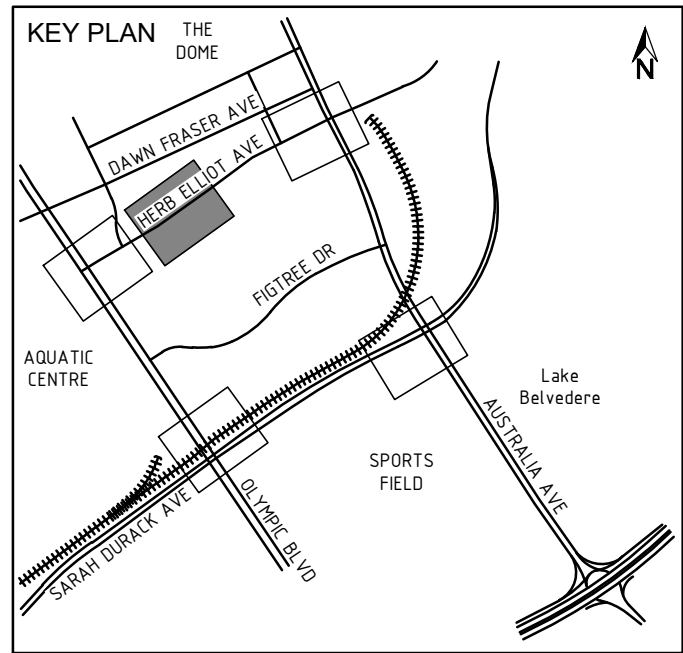 KEY PLAN
THE
DOME
N
DAWN FRASER AVE
HERB ELLIOT AVE
FIGTREE DR
AQUATIC
CENTRE
Lake
Belvedere
AUSTRALIA AVE
SPORTS
FIELD
OLYMPIC BLVD
SARAH DURACK AVE